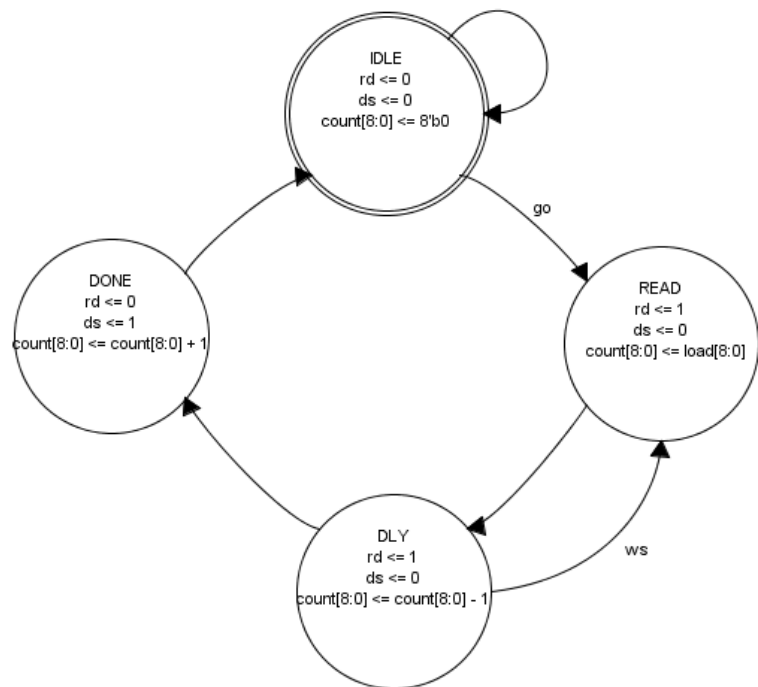 IDLE
rd <= 0
ds <= 0
count[8:0] <= 8'b0
go
DONE
rd <= 0
ds <= 1
count[8:0] <= count[8:0] + 1
READ
rd <= 1
ds <= 0
count[8:0] <= load[8:0]
DLY
rd <= 1
ds <= 0
count[8:0] <= count[8:0] - 1
ws